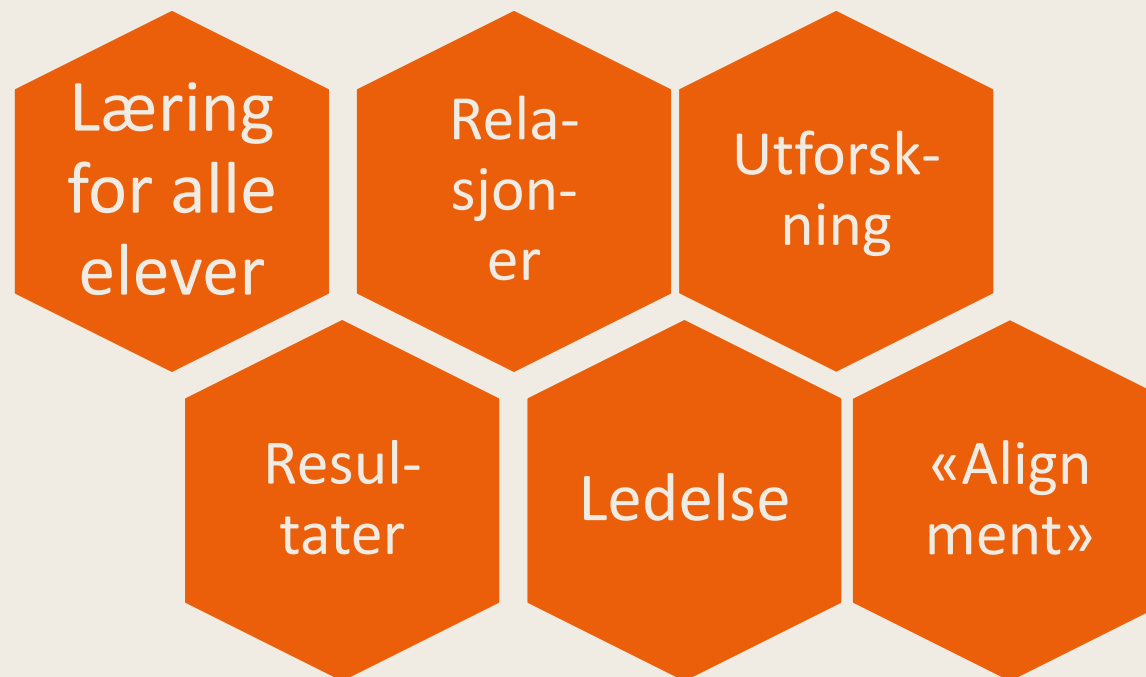 Læring
for alle
elever
Rela-
sjon-
er
Utforsk-
ning
Resul-
tater
Ledelse
«Align
ment»